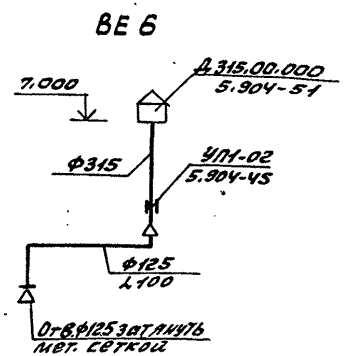 ВЕ 6
Д 315.00.000
5.904-51
7.000
ф315
УП1-02
5.904-45
ф125
L100
Отв.ф125 затянуть
мет. сеткой